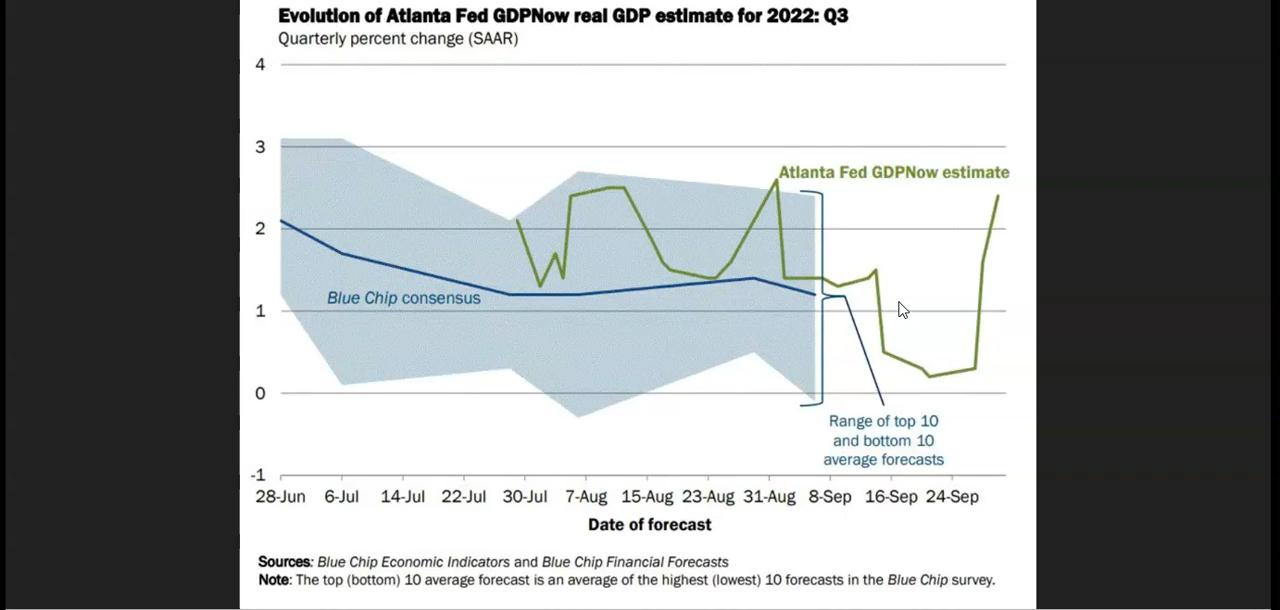 Evolution of Atlanta Fed GDPNow real GDP estimate for 2022: Q3
Quarterly percent change (SAAR)
4
3
2
1
0
-1
Atlanta Fed GDPNow estimate
Blue Chip consensus
Range of top 10
and bottom 10
average forecasts
28-Jun 6-Jul 14-Jul 22-Jul 30-Jul 7-Aug 15-Aug 23-Aug 31-Aug 8-Sep 16-Sep 24-Sep
Date of forecast
Sources: Blue Chip Economic Indicators and Blue Chip Financial Forecasts
Note: The top (bottom) 10 average forecast is an average of the highest (lowest) 10 forecasts in the Blue Chip survey.